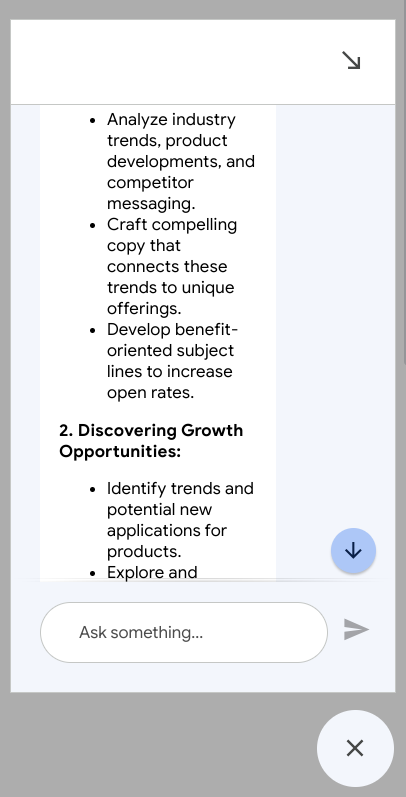 • Analyze industry
trends, product
developments, and
competitor
messaging.
• Craft compelling
copy that
connects these
trends to unique
offerings.
• Develop benefit-
oriented subject
lines to increase
open rates.
2. Discovering Growth
Opportunities:
• Identify trends and
potential new
applications for
products.
• Explore and
Ask something...